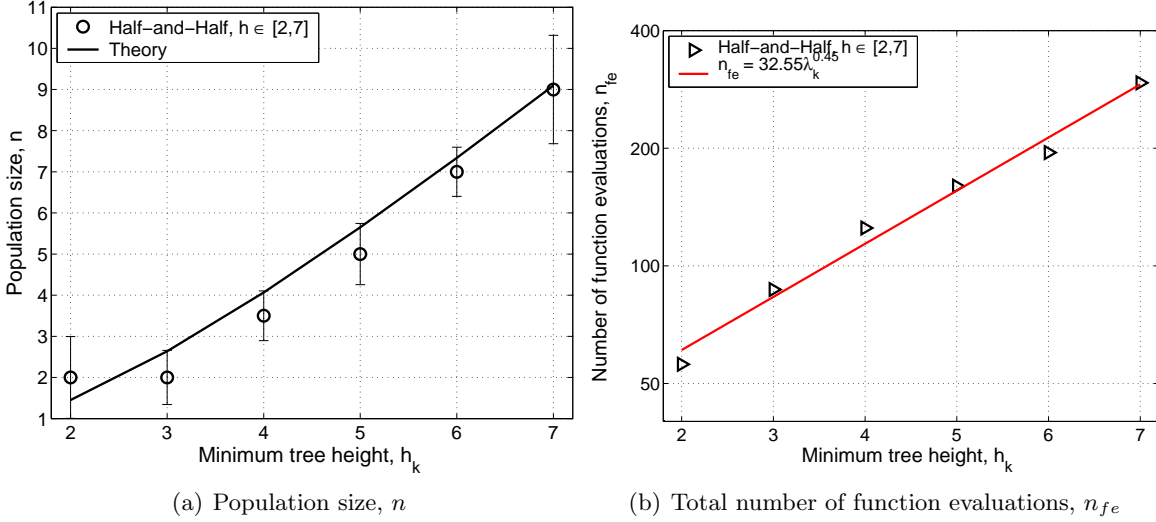 11
10
9
8
7
6
5
4
3
2
1
Population size, n
Half−and−Half, h ∈ [2,7]
Theory
2 3 4 5 6 7
Minimum tree height, h_k
(a) Population size, n
400
300
200
100
50
Number of function evaluations, n_fe
Half−and−Half, h ∈ [2,7]
n_fe = 32.55λ_k^0.45
2 3 4 5 6 7
Minimum tree height, h_k
(b) Total number of function evaluations, n_fe